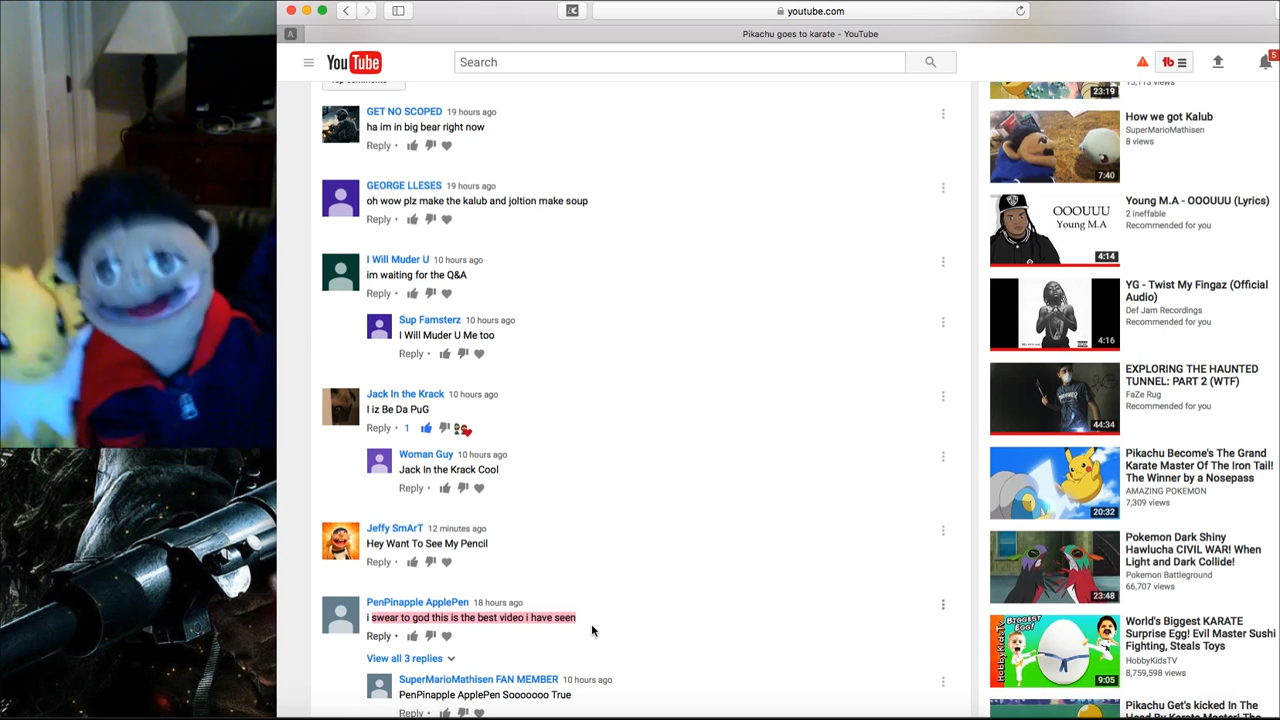 youtube.com
A
Pikachu goes to karate - YouTube
YouTube
Search
5
GET NO SCOPED 19 hours ago
ha im in big bear right now
Reply
GEORGE LLESES 19 hours ago
oh wow plz make the kalub and joltion make soup
Reply
I Will Muder U 10 hours ago
im waiting for the Q&A
Reply
Sup Famsterz 10 hours ago
I Will Muder U Me too
Reply
Jack In the Krack 10 hours ago
I iz Be Da PuG
Reply 1
Woman Guy 10 hours ago
Jack In the Krack Cool
Reply
Jeffy SmArT 12 minutes ago
Hey Want To See My Pencil
Reply
PenPinapple ApplePen 18 hours ago
i swear to god this is the best video i have seen
Reply
View all 3 replies
SuperMarioMathisen FAN MEMBER 10 hours ago
PenPinapple ApplePen Sooooooo True
Reply
23:19
How we got Kalub
SuperMarioMathisen
8 views
7:40
OOOUUU
Young M.A
4:14
Young M.A - OOOUUU (Lyrics)
2 ineffable
Recommended for you
YG - Twist My Fingaz (Official
Audio)
Def Jam Recordings
Recommended for you
4:16
EXPLORING THE HAUNTED
TUNNEL: PART 2 (WTF)
FaZe Rug
Recommended for you
44:34
Pikachu Become's The Grand
Karate Master Of The Iron Tail!
The Winner by a Nosepass
AMAZING POKEMON
7,309 views
20:32
Pokemon Dark Shiny
Hawlucha CIVIL WAR! When
Light and Dark Collide!
Pokemon Battleground
66,707 views
23:48
BIGGEST
EGG!
HobbyKidsTV
9:05
World's Biggest KARATE
Surprise Egg! Evil Master Sushi
Fighting, Steals Toys
HobbyKidsTV
8,759,598 views
Pikachu Get's kicked In The